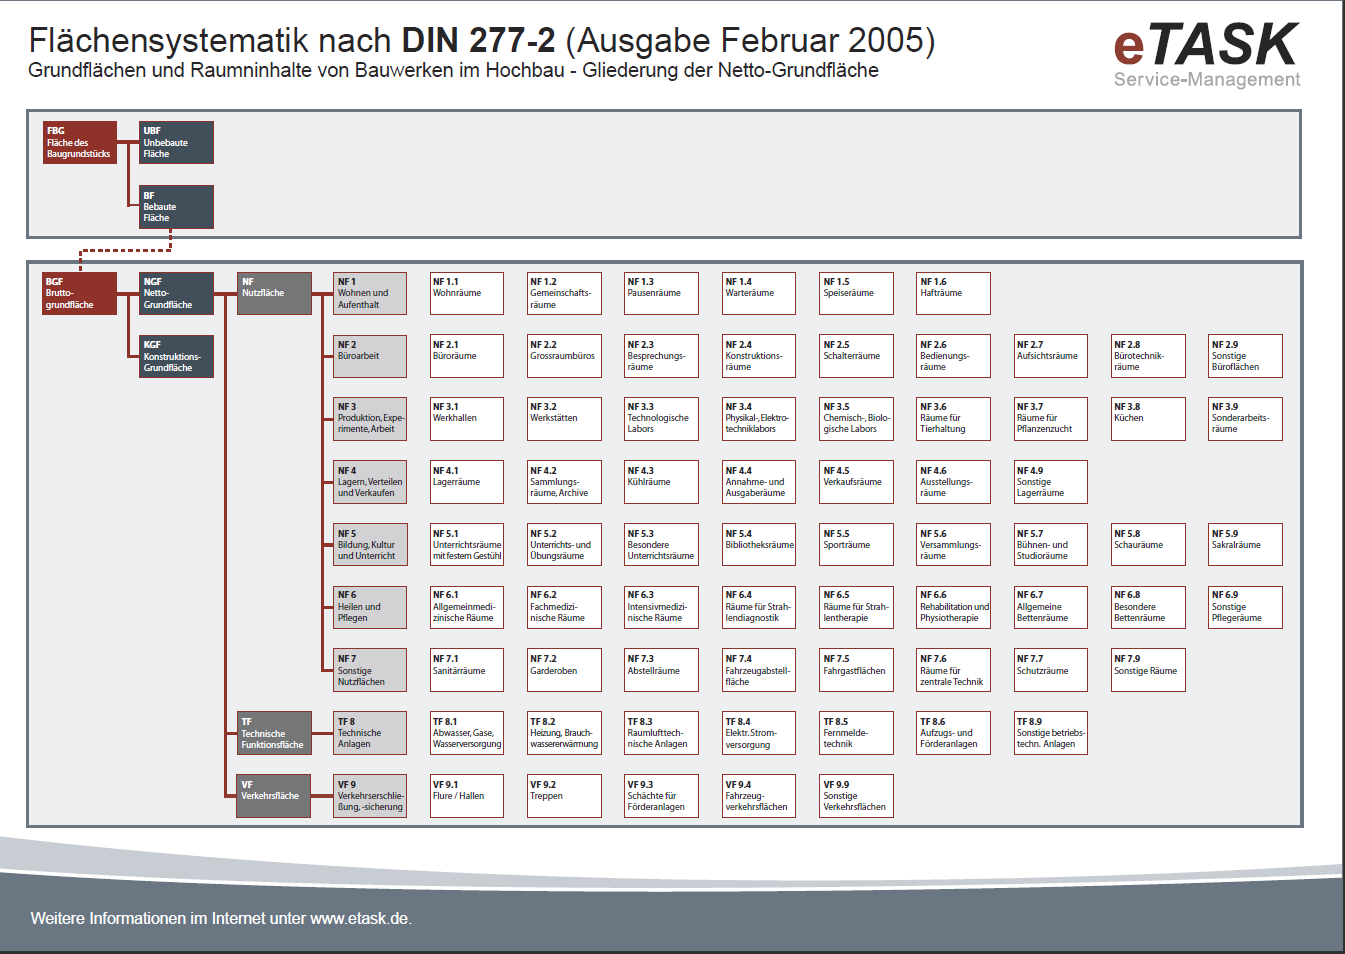 Flächensystematik nach DIN 277-2 (Ausgabe Februar 2005)
Grundflächen und Raumninhalte von Bauwerken im Hochbau - Gliederung der Netto-Grundfläche
eTASK
Service-Management
FBG
Fläche des
Baugrundstücks
UBF
Unbebaute
Fläche
BF
Bebaute
Fläche
BGF
Brutto-
grundfläche
NGF
Netto-
Grundfläche
NF
Nutzfläche
NF 1
Wohnen und
Aufenthalt
NF 1.1
Wohnräume
NF 1.2
Gemeinschafts-
räume
NF 1.3
Pausenräume
NF 1.4
Warteräume
NF 1.5
Speiseräume
NF 1.6
Hafträume
KGF
Konstruktions-
Grundfläche
NF 2
Büroarbeit
NF 2.1
Büroräume
NF 2.2
Grossraumbüros
NF 2.3
Besprechungs-
räume
NF 2.4
Konstruktions-
räume
NF 2.5
Schalterräume
NF 2.6
Bedienungs-
räume
NF 2.7
Aufsichtsräume
NF 2.8
Bürotechnik-
räume
NF 2.9
Sonstige
Büroflächen
NF 3
Produktion, Expe-
rimente, Arbeit
NF 3.1
Werkhallen
NF 3.2
Werkstätten
NF 3.3
Technologische
Labors
NF 3.4
Physikal-, Elektro-
techniklabors
NF 3.5
Chemisch-, Biolo-
gische Labors
NF 3.6
Räume für
Tierhaltung
NF 3.7
Räume für
Pflanzenzucht
NF 3.8
Küchen
NF 3.9
Sonderarbeits-
räume
NF 4
Lagern, Verteilen
und Verkaufen
NF 4.1
Lagerräume
NF 4.2
Sammlungs-
räume, Archive
NF 4.3
Kühlräume
NF 4.4
Annahme- und
Ausgaberäume
NF 4.5
Verkaufsräume
NF 4.6
Ausstellungs-
räume
NF 4.9
Sonstige
Lagerräume
NF 5
Bildung, Kultur
und Unterricht
NF 5.1
Unterrichtsräume
mit festem Gestühl
NF 5.2
Unterrichts- und
Übungsräume
NF 5.3
Besondere
Unterrichtsräume
NF 5.4
Bibliotheksräume
NF 5.5
Sporträume
NF 5.6
Versammlungs-
räume
NF 5.7
Bühnen- und
Studioräume
NF 5.8
Schauräume
NF 5.9
Sakralräume
NF 6
Heilen und
Pflegen
NF 6.1
Allgemeinmedi-
zinische Räume
NF 6.2
Fachmedizi-
nische Räume
NF 6.3
Intensivmedizi-
nische Räume
NF 6.4
Räume für Strah-
lendiagnostik
NF 6.5
Räume für Strah-
lentherapie
NF 6.6
Rehabilitation und
Physiotherapie
NF 6.7
Allgemeine
Bettenräume
NF 6.8
Besondere
Bettenräume
NF 6.9
Sonstige
Pflegeräume
NF 7
Sonstige
Nutzflächen
NF 7.1
Sanitärräume
NF 7.2
Garderoben
NF 7.3
Abstellräume
NF 7.4
Fahrzeugabstell-
fläche
NF 7.5
Fahrgastflächen
NF 7.6
Räume für
zentrale Technik
NF 7.7
Schutzräume
NF 7.9
Sonstige Räume
TF
Technische
Funktionsfläche
TF 8
Technische
Anlagen
TF 8.1
Abwasser, Gase,
Wasserversorgung
TF 8.2
Heizung, Brauch-
wassererwärmung
TF 8.3
Raumlufttech-
nische Anlagen
TF 8.4
Elektr. Strom-
versorgung
TF 8.5
Fernmelde-
technik
TF 8.6
Aufzugs- und
Förderanlagen
TF 8.9
Sonstige betriebs-
techn. Anlagen
VF
Verkehrsfläche
VF 9
Verkehrserschlie-
ßung, -sicherung
VF 9.1
Flure / Hallen
VF 9.2
Treppen
VF 9.3
Schächte für
Förderanlagen
VF 9.4
Fahrzeug-
verkehrsflächen
VF 9.9
Sonstige
Verkehrsflächen
Weitere Informationen im Internet unter www.etask.de.